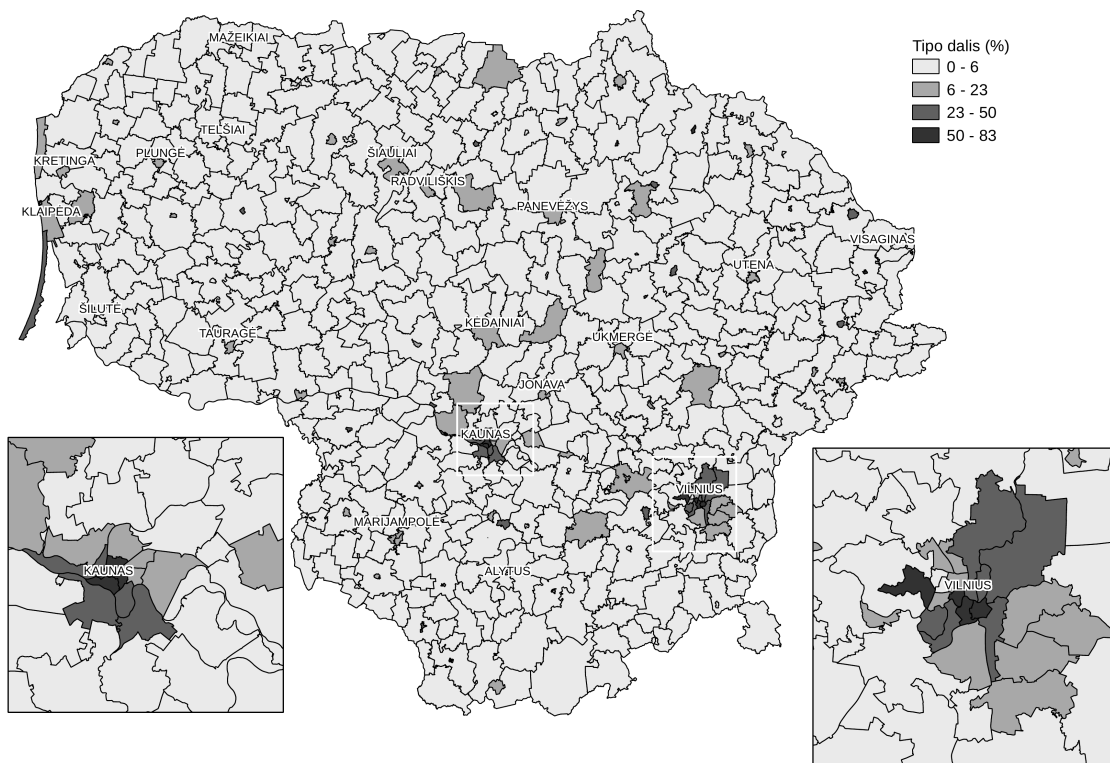 Tipo dalis (%)
0 - 6
6 - 23
23 - 50
50 - 83
MAŽEIKIAI
TELŠIAI
PLUNGĖ
KRETINGA
ŠIAULIAI
RADVILIŠKIS
KLAIPĖDA
PANEVĖŽYS
VISAGINAS
UTENA
ŠILUTĖ
TAURAGĖ
KĖDAINIAI
UKMERGĖ
JONAVA
KAUNAS
VILNIUS
MARIJAMPOLĖ
ALYTUS
KAUNAS
VILNIUS